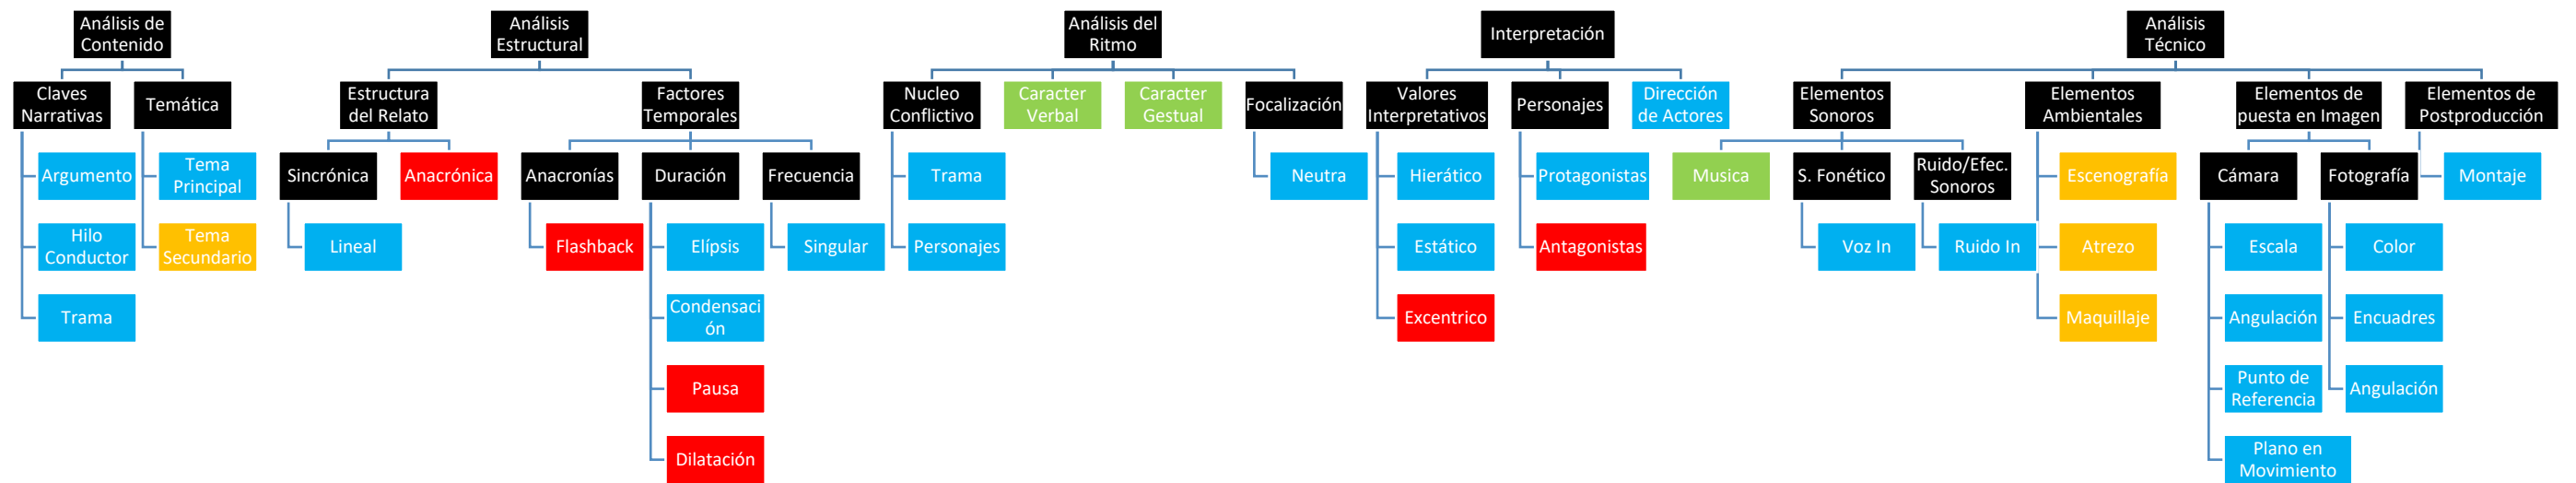 Análisis de
Contenido
Claves
Narrativas
Argumento
Hilo
Conductor
Trama
Temática
Tema
Principal
Tema
Secundario
Análisis
Estructural
Estructura
del Relato
Sincrónica
Lineal
Anacrónica
Factores
Temporales
Anacronías
Flashback
Duración
Elípsis
Condensaci
ón
Pausa
Dilatación
Frecuencia
Singular
Análisis del
Ritmo
Nucleo
Conflictivo
Trama
Personajes
Caracter
Verbal
Caracter
Gestual
Focalización
Neutra
Interpretación
Valores
Interpretativos
Hierático
Estático
Excentrico
Personajes
Protagonistas
Antagonistas
Dirección
de Actores
Análisis
Técnico
Elementos
Sonoros
Musica
S. Fonético
Voz In
Ruido/Efec.
Sonoros
Ruido In
Elementos
Ambientales
Escenografía
Atrezo
Maquillaje
Elementos de
puesta en Imagen
Cámara
Escala
Angulación
Punto de
Referencia
Plano en
Movimiento
Fotografía
Color
Encuadres
Angulación
Elementos de
Postproducción
Montaje